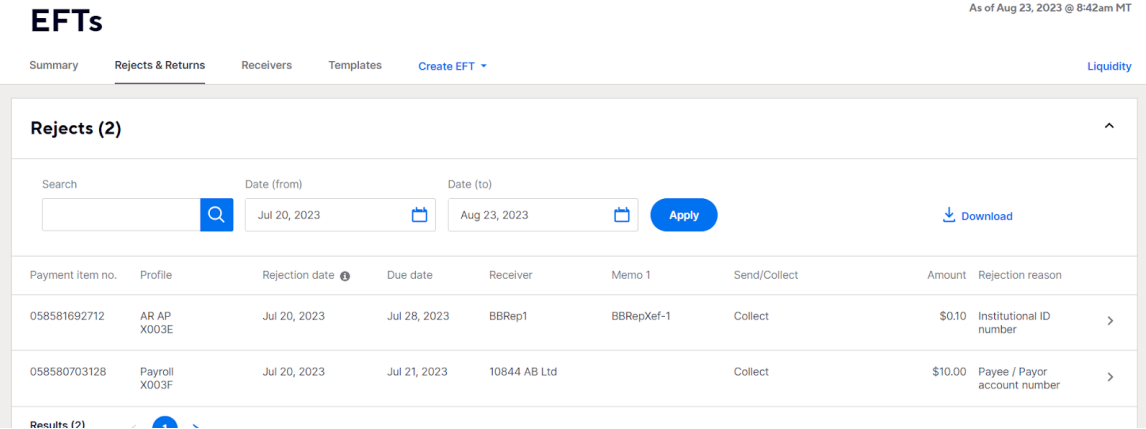 EFTs
As of Aug 23, 2023 @ 8:42am MT
Summary Rejects & Returns Receivers Templates Create EFT Liquidity
Rejects (2)
Search Date (from) Date (to)
Jul 20, 2023 Aug 23, 2023 Apply Download
Payment item no. Profile Rejection date Due date Receiver Memo 1 Send/Collect Amount Rejection reason
058581692712 AR AP Jul 20, 2023 Jul 28, 2023 BBRep1 BBRepXef-1 Collect $0.10 Institutional ID
X003E number
058580703128 Payroll Jul 20, 2023 Jul 21, 2023 10844 AB Ltd Collect $10.00 Payee / Payor
X003F account number
Results (2) 1